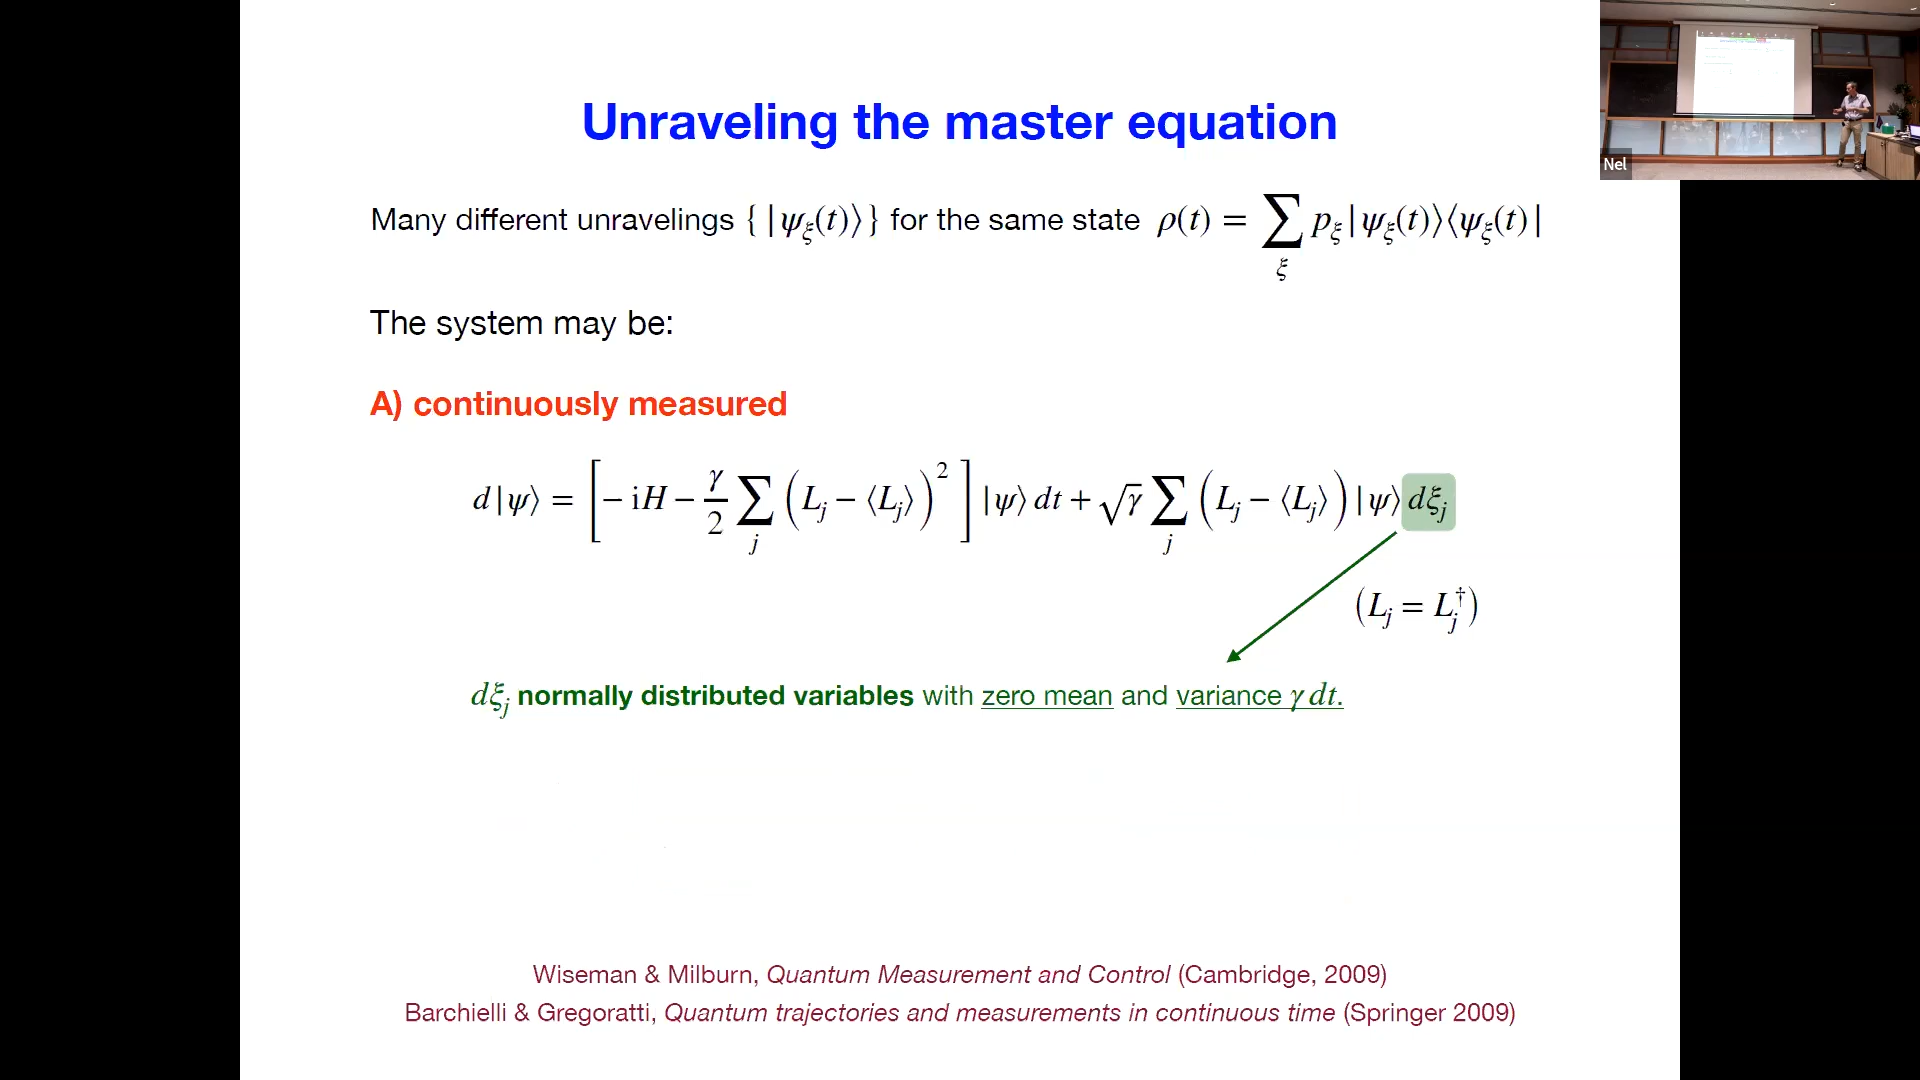 Unraveling the master equation
Many different unravelings { |ψ_ξ(t)⟩ } for the same state ρ(t) = ∑_ξ p_ξ |ψ_ξ(t)⟩⟨ψ_ξ(t)|
The system may be:
A) continuously measured
d|ψ⟩ = [ − iH − γ/2 ∑_j (L_j − ⟨L_j⟩)^2 ] |ψ⟩ dt + √γ ∑_j (L_j − ⟨L_j⟩) |ψ⟩ dξ_j
(L_j = L_j^†)
dξ_j normally distributed variables with zero mean and variance γ dt.
Wiseman & Milburn, Quantum Measurement and Control (Cambridge, 2009)
Barchielli & Gregoratti, Quantum trajectories and measurements in continuous time (Springer 2009)
Nel